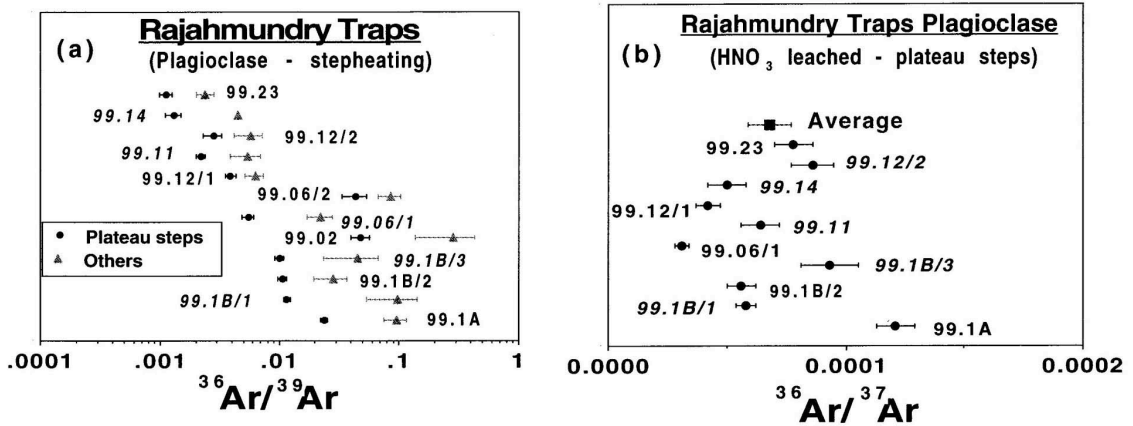 (a)
Rajahmundry Traps
(Plagioclase - stepheating)
99.23
99.14
99.12/2
99.11
99.12/1
99.06/2
99.06/1
99.02
Plateau steps
Others
99.1B/3
99.1B/2
99.1B/1
99.1A
.0001 .001 .01 .1 1
³⁶Ar/³⁹Ar
Rajahmundry Traps Plagioclase
(b)
(HNO₃ leached - plateau steps)
Average
99.23
99.12/2
99.14
99.12/1
99.11
99.06/1
99.1B/3
99.1B/2
99.1B/1
99.1A
0.0000 0.0001 0.0002
³⁶Ar/³⁷Ar